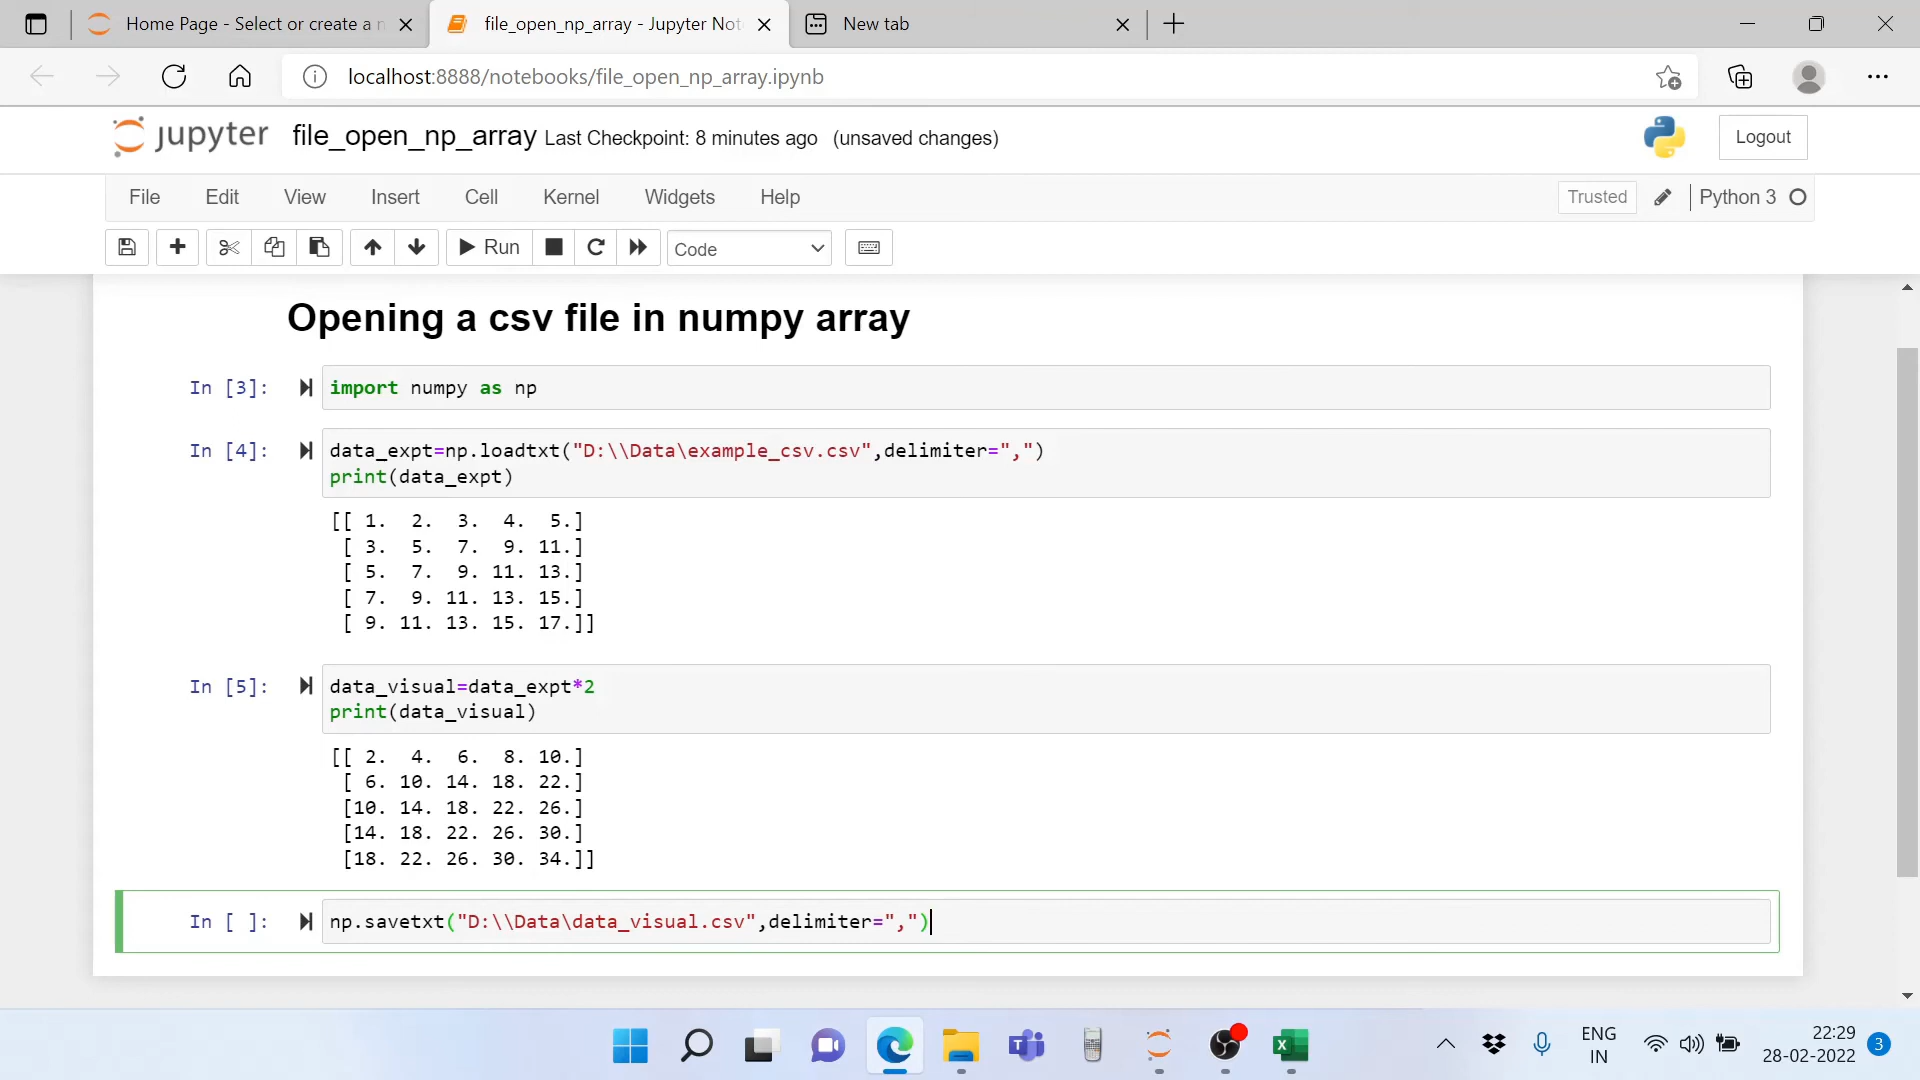 Home Page - Select or create a n
file_open_np_array - Jupyter Not
New tab
localhost:8888/notebooks/file_open_np_array.ipynb
jupyter file_open_np_array Last Checkpoint: 8 minutes ago (unsaved changes) Logout
File Edit View Insert Cell Kernel Widgets Help Trusted Python 3
Run Code
Opening a csv file in numpy array
In [3]: import numpy as np
In [4]: data_expt=np.loadtxt("D:\\Data\example_csv.csv",delimiter=",")
print(data_expt)
[[ 1. 2. 3. 4. 5.]
[ 3. 5. 7. 9. 11.]
[ 5. 7. 9. 11. 13.]
[ 7. 9. 11. 13. 15.]
[ 9. 11. 13. 15. 17.]]
In [5]: data_visual=data_expt*2
print(data_visual)
[[ 2. 4. 6. 8. 10.]
[ 6. 10. 14. 18. 22.]
[10. 14. 18. 22. 26.]
[14. 18. 22. 26. 30.]
[18. 22. 26. 30. 34.]]
In [ ]: np.savetxt("D:\\Data\data_visual.csv",delimiter=",")
ENG
IN
22:29
28-02-2022
3